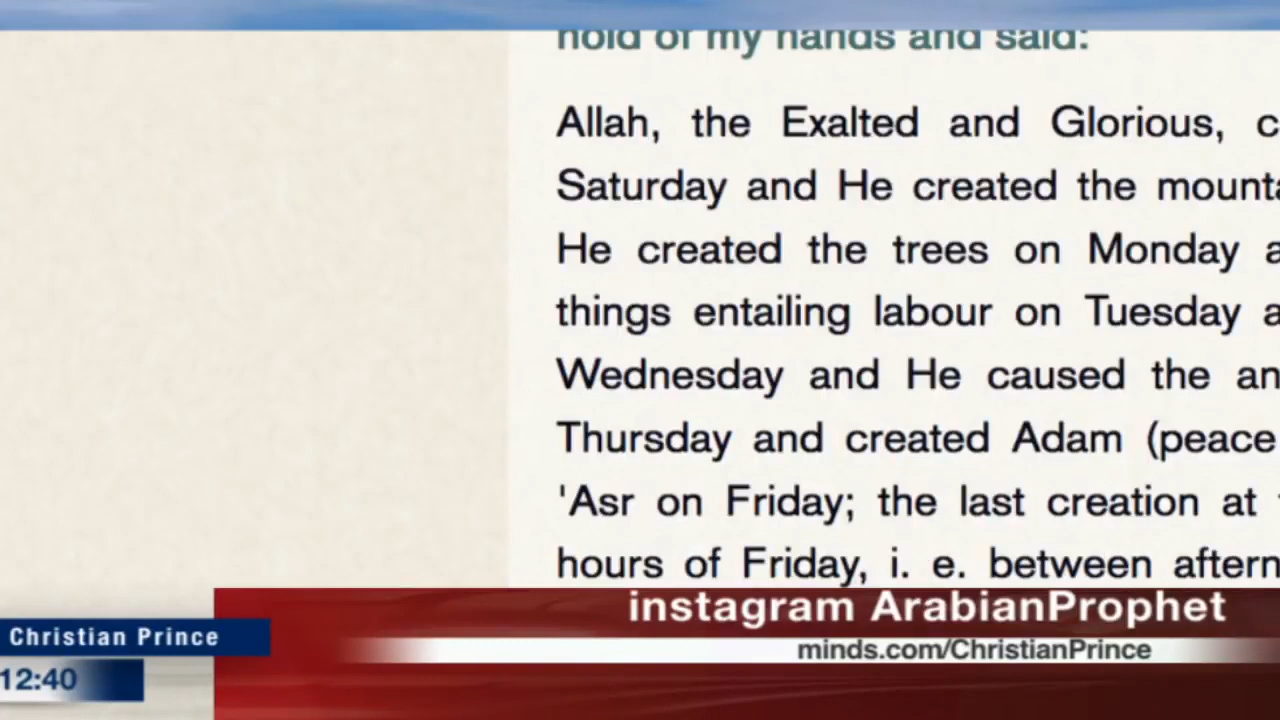 hold of my hands and said:
Allah, the Exalted and Glorious,
Saturday and He created the
He created the trees on Monday
things entailing labour on Tuesday
Wednesday and He caused the
Thursday and created Adam (peace
'Asr on Friday; the last creation at
hours of Friday, i. e. between
instagram ArabianProphet
Christian Prince
minds.com/ChristianPrince
12:40